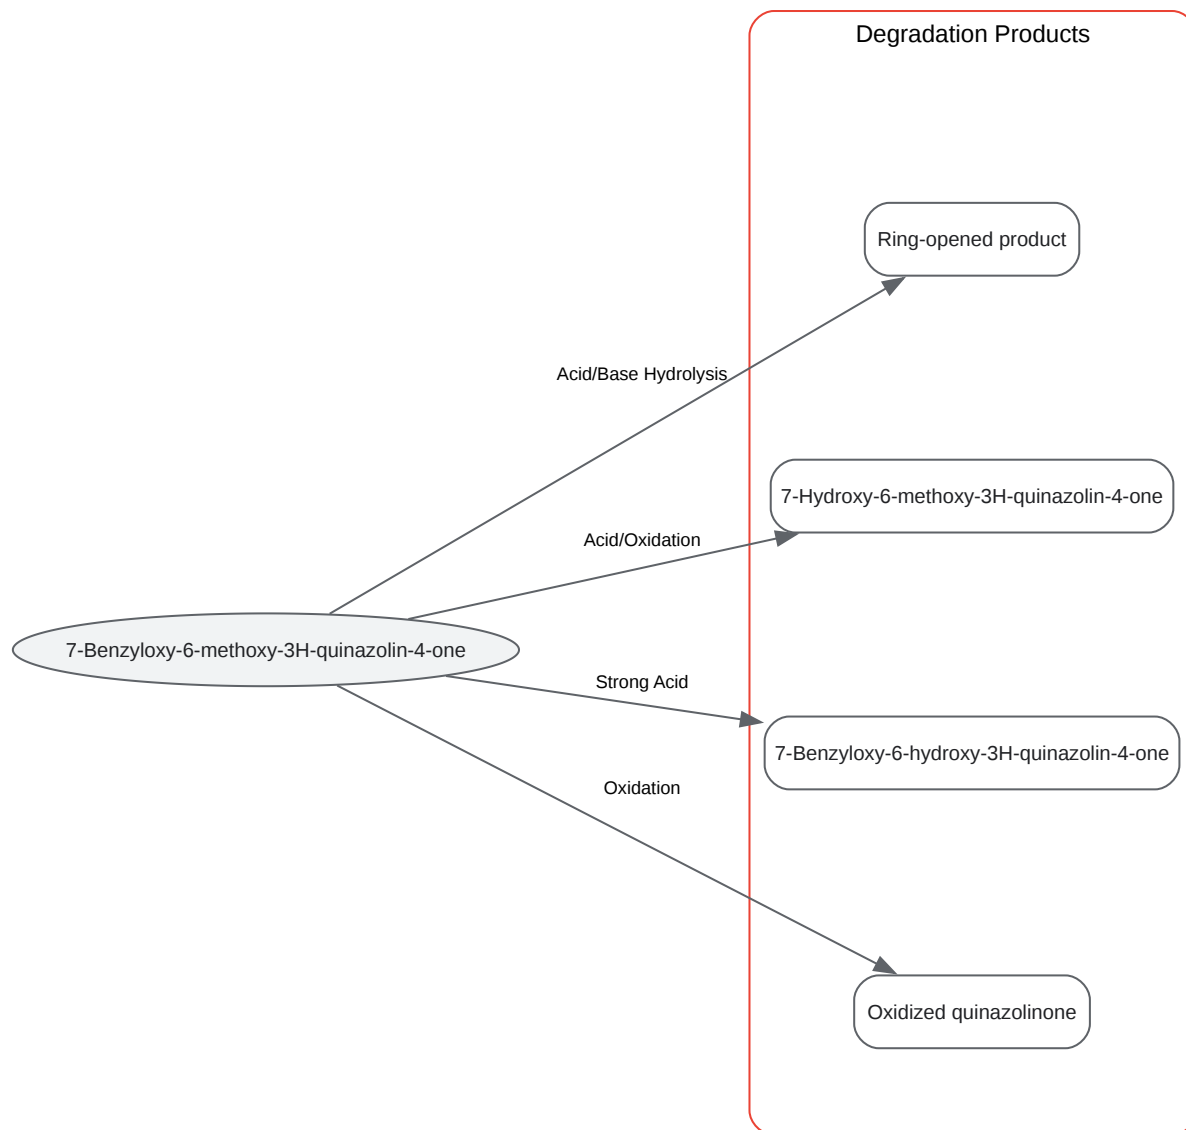 Degradation Products
Ring-opened product
Acid/Base Hydrolysis
7-Hydroxy-6-methoxy-3H-quinazolin-4-one
Acid/Oxidation
7-Benzyloxy-6-methoxy-3H-quinazolin-4-one
Strong Acid
7-Benzyloxy-6-hydroxy-3H-quinazolin-4-one
Oxidation
Oxidized quinazolinone